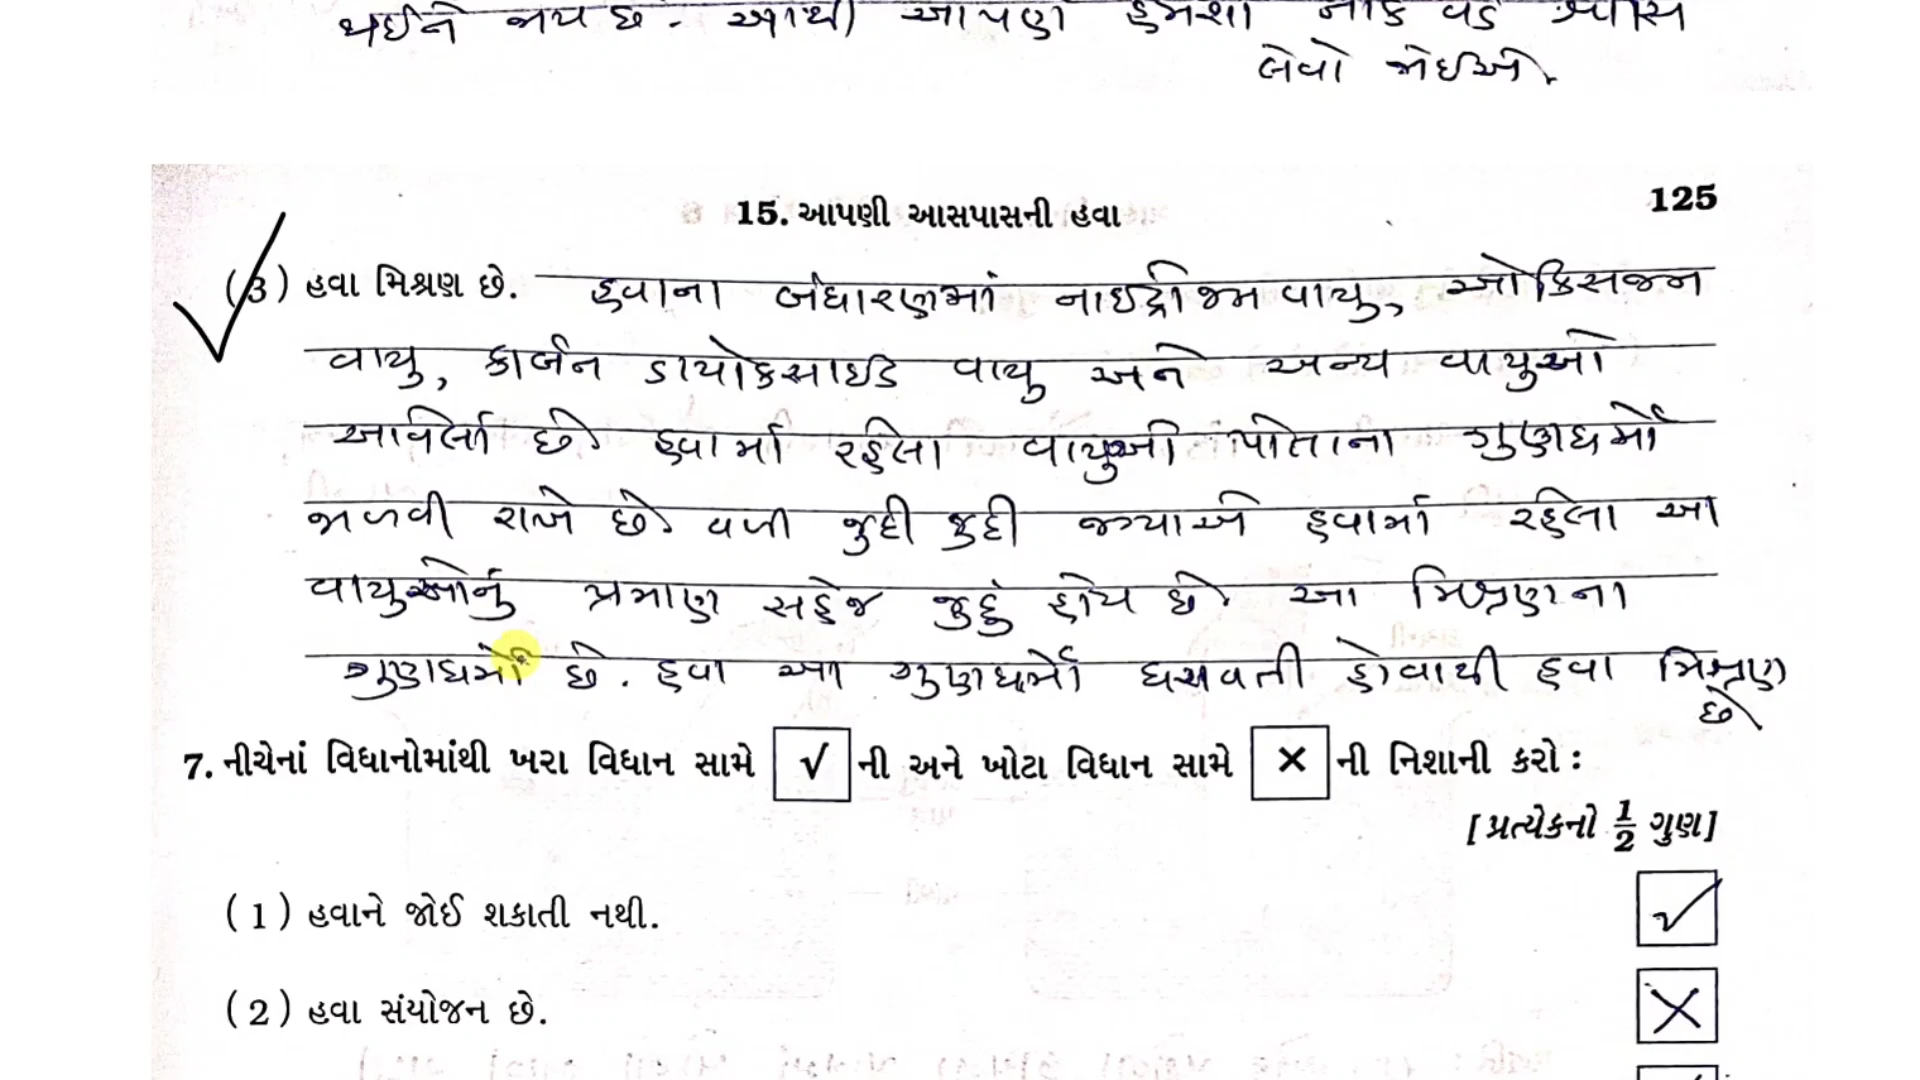 થઈને જાય છે. આથી આપણે હંમેશા નાક વડે શ્વાસ
લેવો જોઈએ.
15. આપણી આસપાસની હવા
125
(3) હવા મિશ્રણ છે. હવાના બંધારણમાં નાઇટ્રોજન વાયુ, ઓકિસજન
વાયુ, કાર્બન ડાયોકસાઇડ વાયુ અને અન્ય વાયુઓ
આવેલાં છે. હવામાં રહેલા વાયુઓ પોતાના ગુણધર્મો
જાળવી રાખે છે. વળી જુદી જુદી જગ્યાએ હવામાં રહેલા આ
વાયુઓનું પ્રમાણ સહેજ જુદું હોય છે. આ મિશ્રણના
ગુણધર્મો છે. હવા આ ગુણધર્મો ધરાવતી હોવાથી હવા મિશ્રણ
છે.
7. નીચેનાં વિધાનોમાંથી ખરા વિધાન સામે ✓ ની અને ખોટા વિધાન સામે × ની નિશાની કરો :
[પ્રત્યેકનો 1/2 ગુણ]
(1) હવાને જોઈ શકાતી નથી. ✓
(2) હવા સંયોજન છે. ×